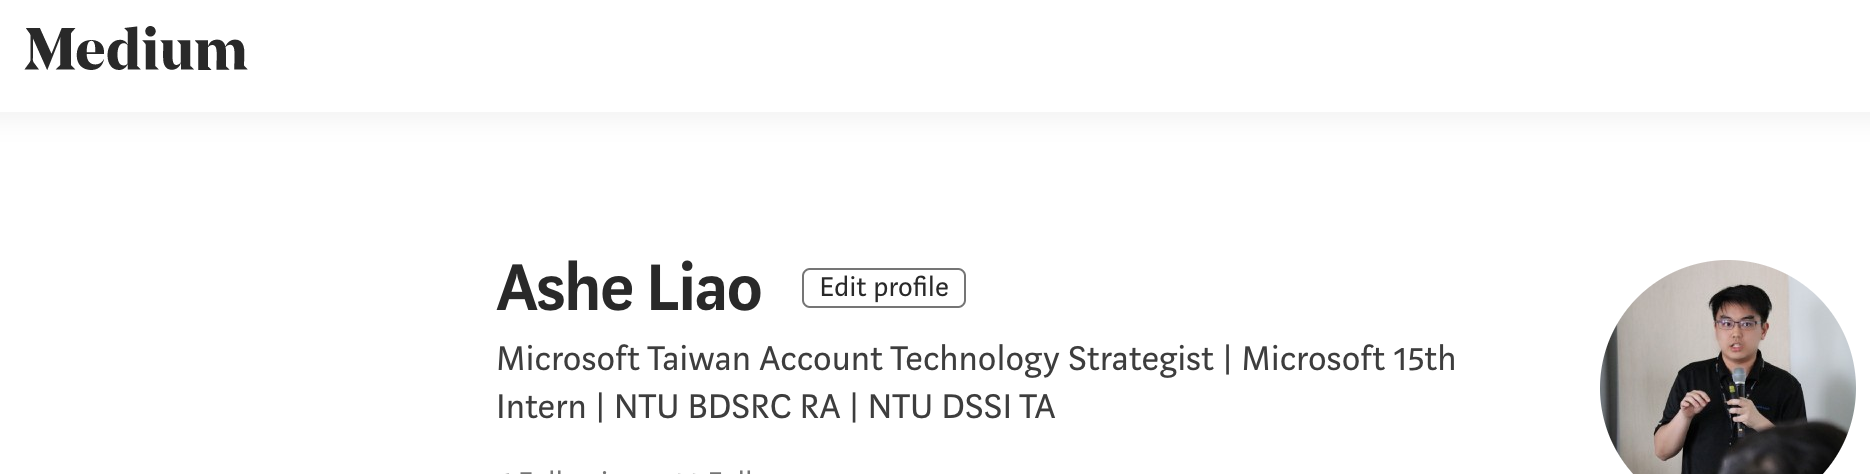 Medium
Ashe Liao
Edit profile
Microsoft Taiwan Account Technology Strategist | Microsoft 15th
Intern | NTU BDSRC RA | NTU DSSI TA